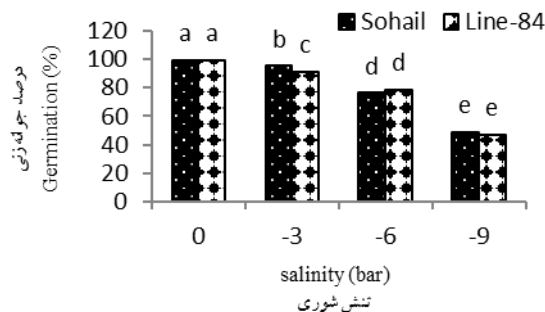 Sohail Line-84
120
100
80
60
40
20
0
a a b c d d e e
0 -3 -6 -9
درصد جوانه‌زنی
Germination (%)
salinity (bar)
تنش شوری